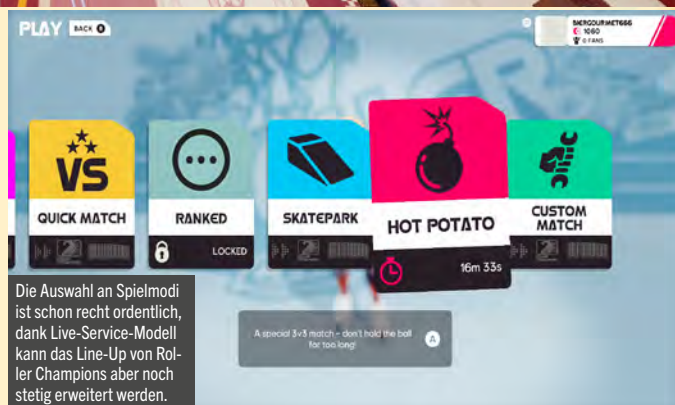 PLAY
BACK
BIERGOURMET666
1060
0 FANS
VS
QUICK MATCH
RANKED
LOCKED
SKATEPARK
HOT POTATO
16m 33s
CUSTOM
MATCH
A special 3v3 match - don't hold the ball
for too long!
A
Die Auswahl an Spielmodi
ist schon recht ordentlich,
dank Live-Service-Modell
kann das Line-Up von Rol-
ler Champions aber noch
stetig erweitert werden.